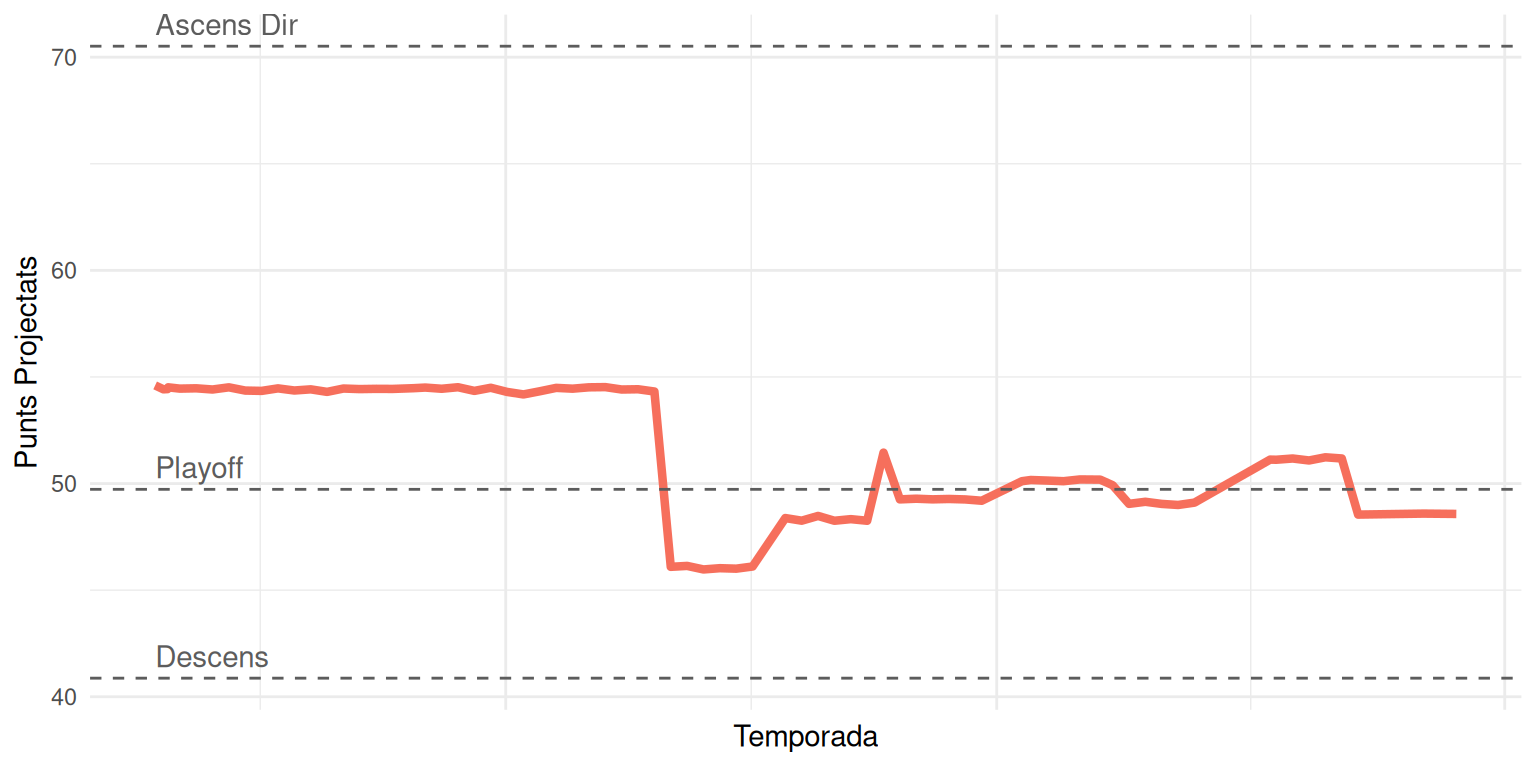 Ascens Dir
70
60
Punts Projectats
Playoff
50
Descens
40
Temporada